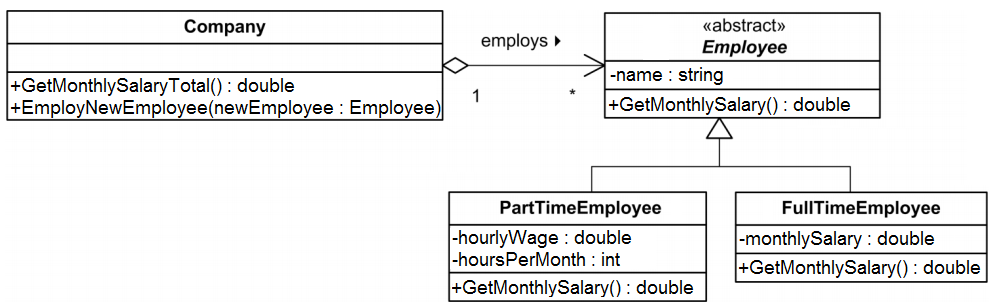 Company
+GetMonthlySalaryTotal() : double
+EmployNewEmployee(newEmployee : Employee)
employs
1
*
«abstract»
Employee
-name : string
+GetMonthlySalary() : double
PartTimeEmployee
-hourlyWage : double
-hoursPerMonth : int
+GetMonthlySalary() : double
FullTimeEmployee
-monthlySalary : double
+GetMonthlySalary() : double